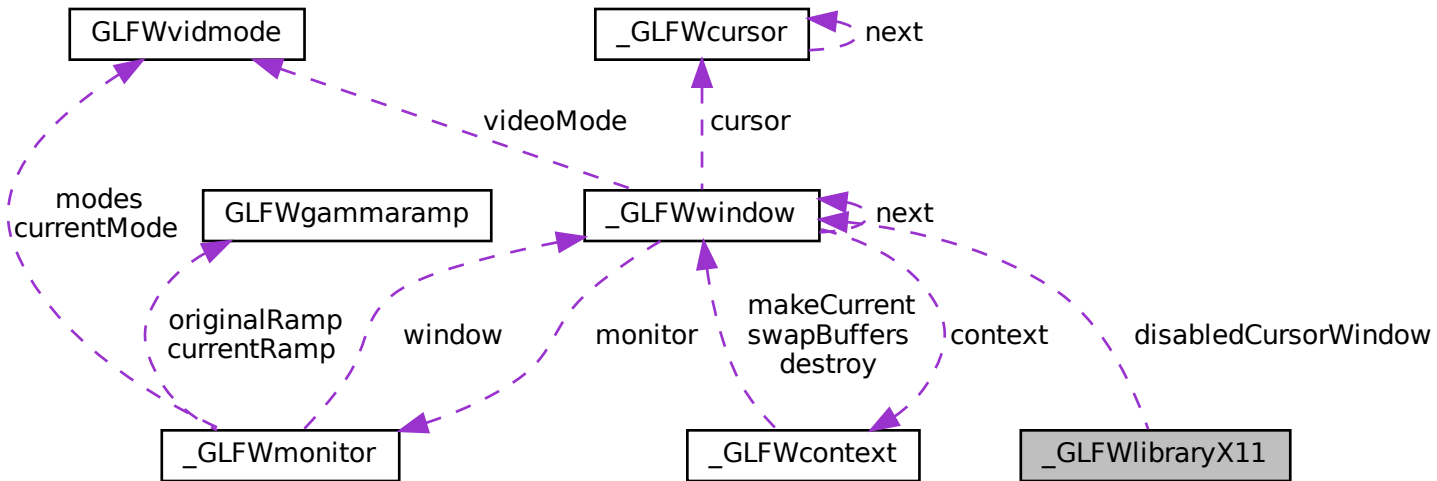 GLFWvidmode
_GLFWcursor
next
videoMode
cursor
modes
currentMode
GLFWgammaramp
_GLFWwindow
next
originalRamp
currentRamp
window
monitor
makeCurrent
swapBuffers
destroy
context
disabledCursorWindow
_GLFWmonitor
_GLFWcontext
_GLFWlibraryX11